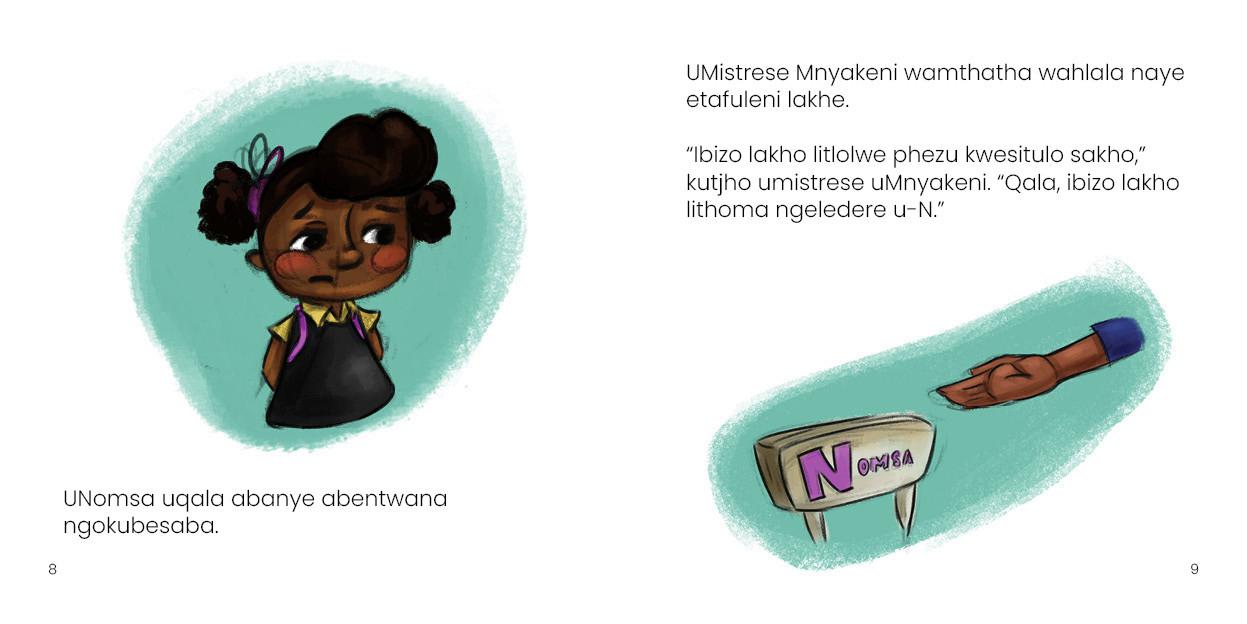 UNomsa uqala abanye abentwana
ngokubesaba.
8
UMistrese Mnyakeni wamthatha wahlala naye
etafuleni lakhe.
“Ibizo lakho litlolwe phezu kwesitulo sakho,”
kutjho umistrese uMnyakeni. “Qala, ibizo lakho
lithoma ngeledere u-N.”
NOMSA
9